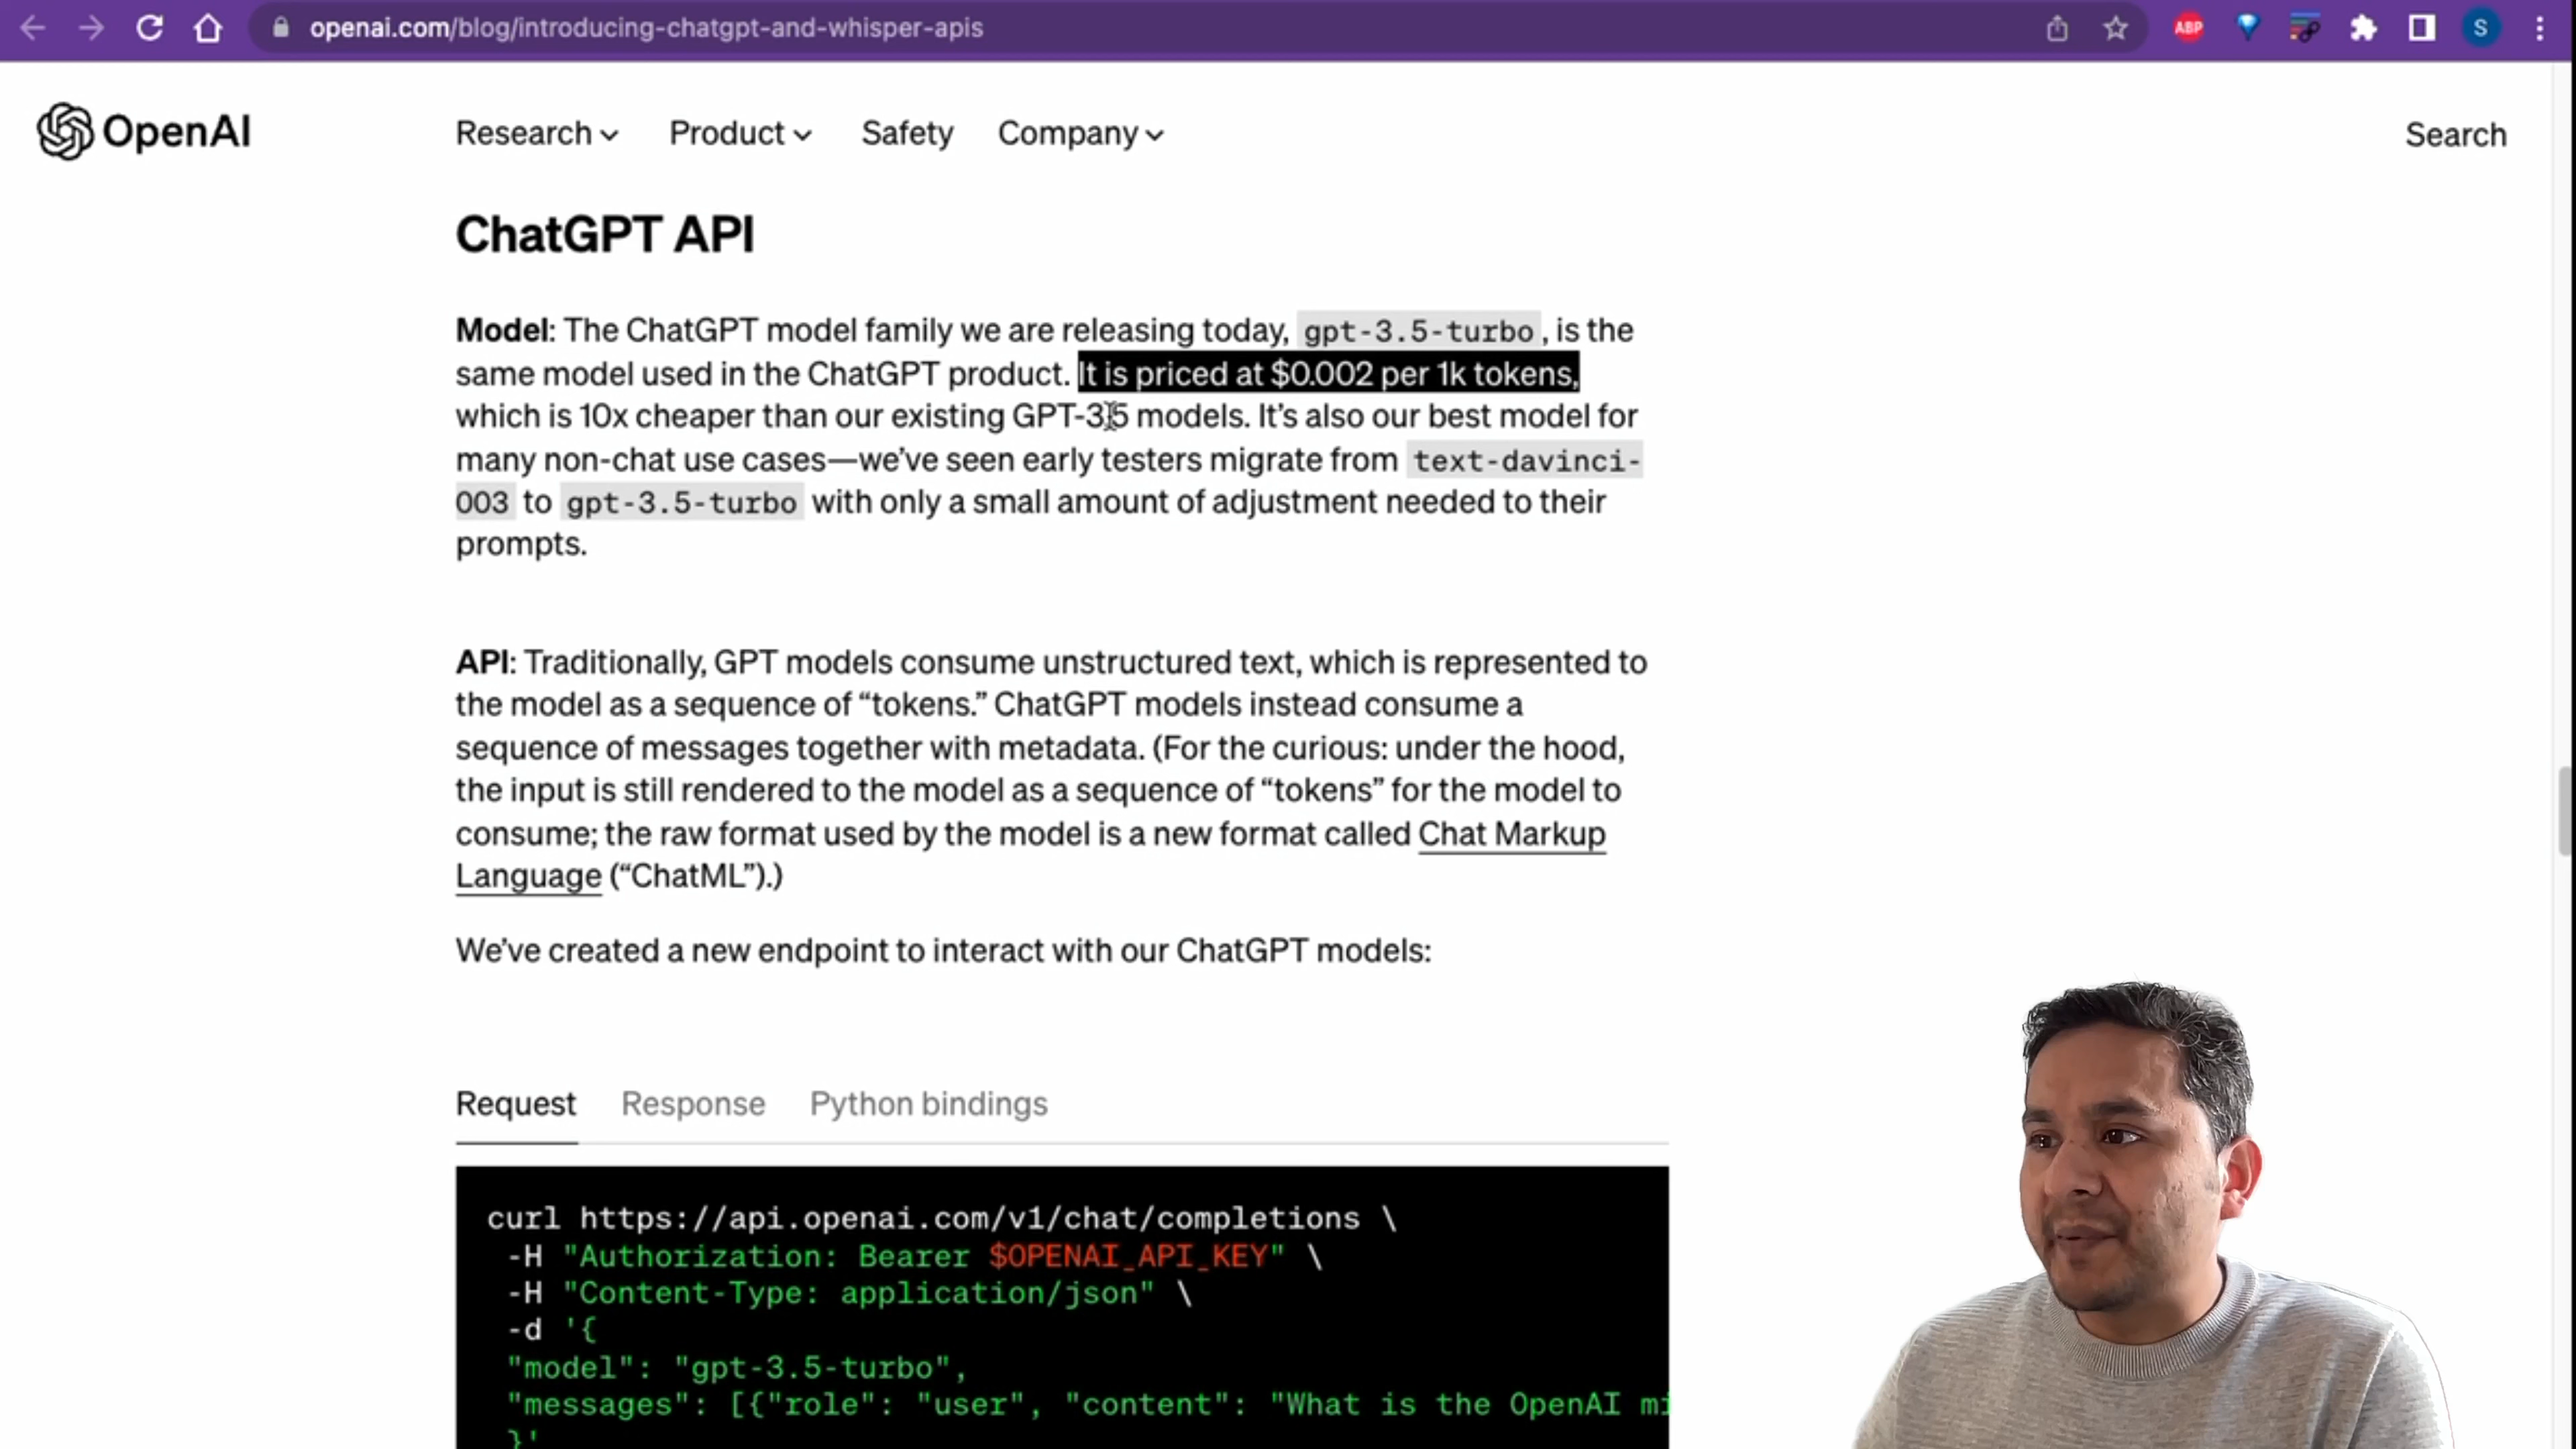 openai.com/blog/introducing-chatgpt-and-whisper-apis
ABP
S
OpenAI
Research
Product
Safety
Company
Search
ChatGPT API
Model: The ChatGPT model family we are releasing today, gpt-3.5-turbo, is the
same model used in the ChatGPT product. It is priced at $0.002 per 1k tokens,
which is 10x cheaper than our existing GPT-3.5 models. It’s also our best model for
many non-chat use cases—we’ve seen early testers migrate from text-davinci-
003 to gpt-3.5-turbo with only a small amount of adjustment needed to their
prompts.
API: Traditionally, GPT models consume unstructured text, which is represented to
the model as a sequence of “tokens.” ChatGPT models instead consume a
sequence of messages together with metadata. (For the curious: under the hood,
the input is still rendered to the model as a sequence of “tokens” for the model to
consume; the raw format used by the model is a new format called Chat Markup
Language (“ChatML”).)
We’ve created a new endpoint to interact with our ChatGPT models:
Request
Response
Python bindings
curl https://api.openai.com/v1/chat/completions \
-H "Authorization: Bearer $OPENAI_API_KEY" \
-H "Content-Type: application/json" \
-d '{
"model": "gpt-3.5-turbo",
"messages": [{"role": "user", "content": "What is the OpenAI mi
}'